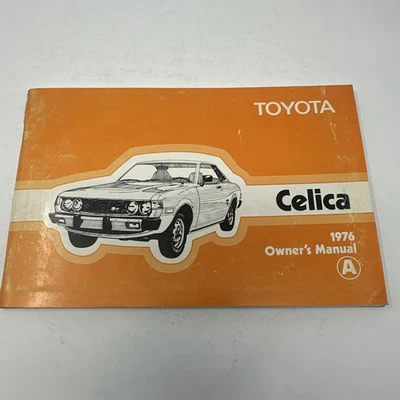 TOYOTA
Celica
1976
Owner's Manual
A